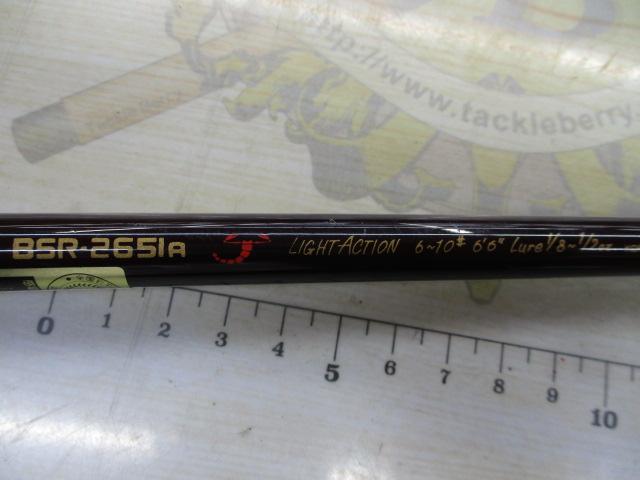 http://www.tackleberry.
BSR-2651A LIGHT ACTION 6~10# 6'6" Lure 1/8~1/2oz
0 1 2 3 4 5 6 7 8 9 10